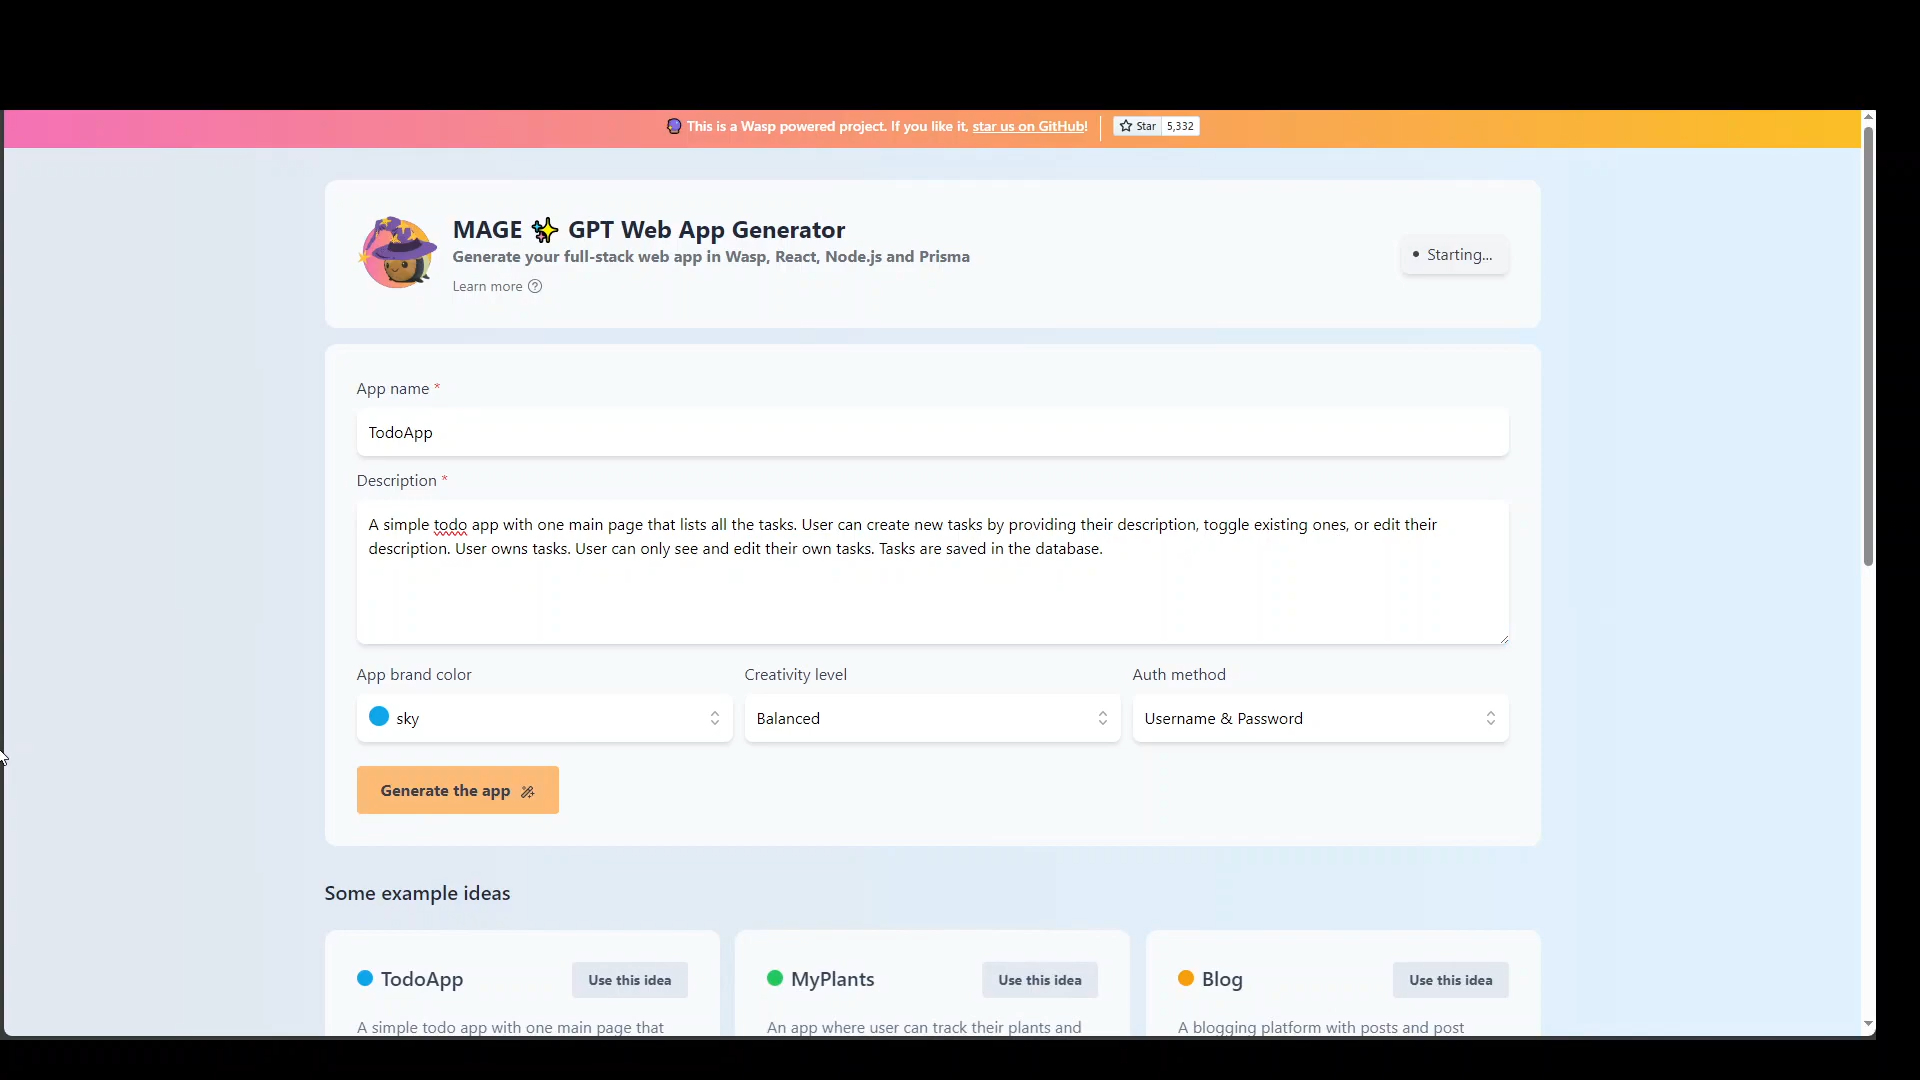 This is a Wasp powered project. If you like it, star us on GitHub!
Star 5,332
MAGE ✨ GPT Web App Generator
Generate your full-stack web app in Wasp, React, Node.js and Prisma
Learn more
• Starting...
App name *
TodoApp
Description *
A simple todo app with one main page that lists all the tasks. User can create new tasks by providing their description, toggle existing ones, or edit their
description. User owns tasks. User can only see and edit their own tasks. Tasks are saved in the database.
App brand color
Creativity level
Auth method
sky
Balanced
Username & Password
Generate the app
Some example ideas
TodoApp
Use this idea
MyPlants
Use this idea
Blog
Use this idea
A simple todo app with one main page that
An app where user can track their plants and
A blogging platform with posts and post